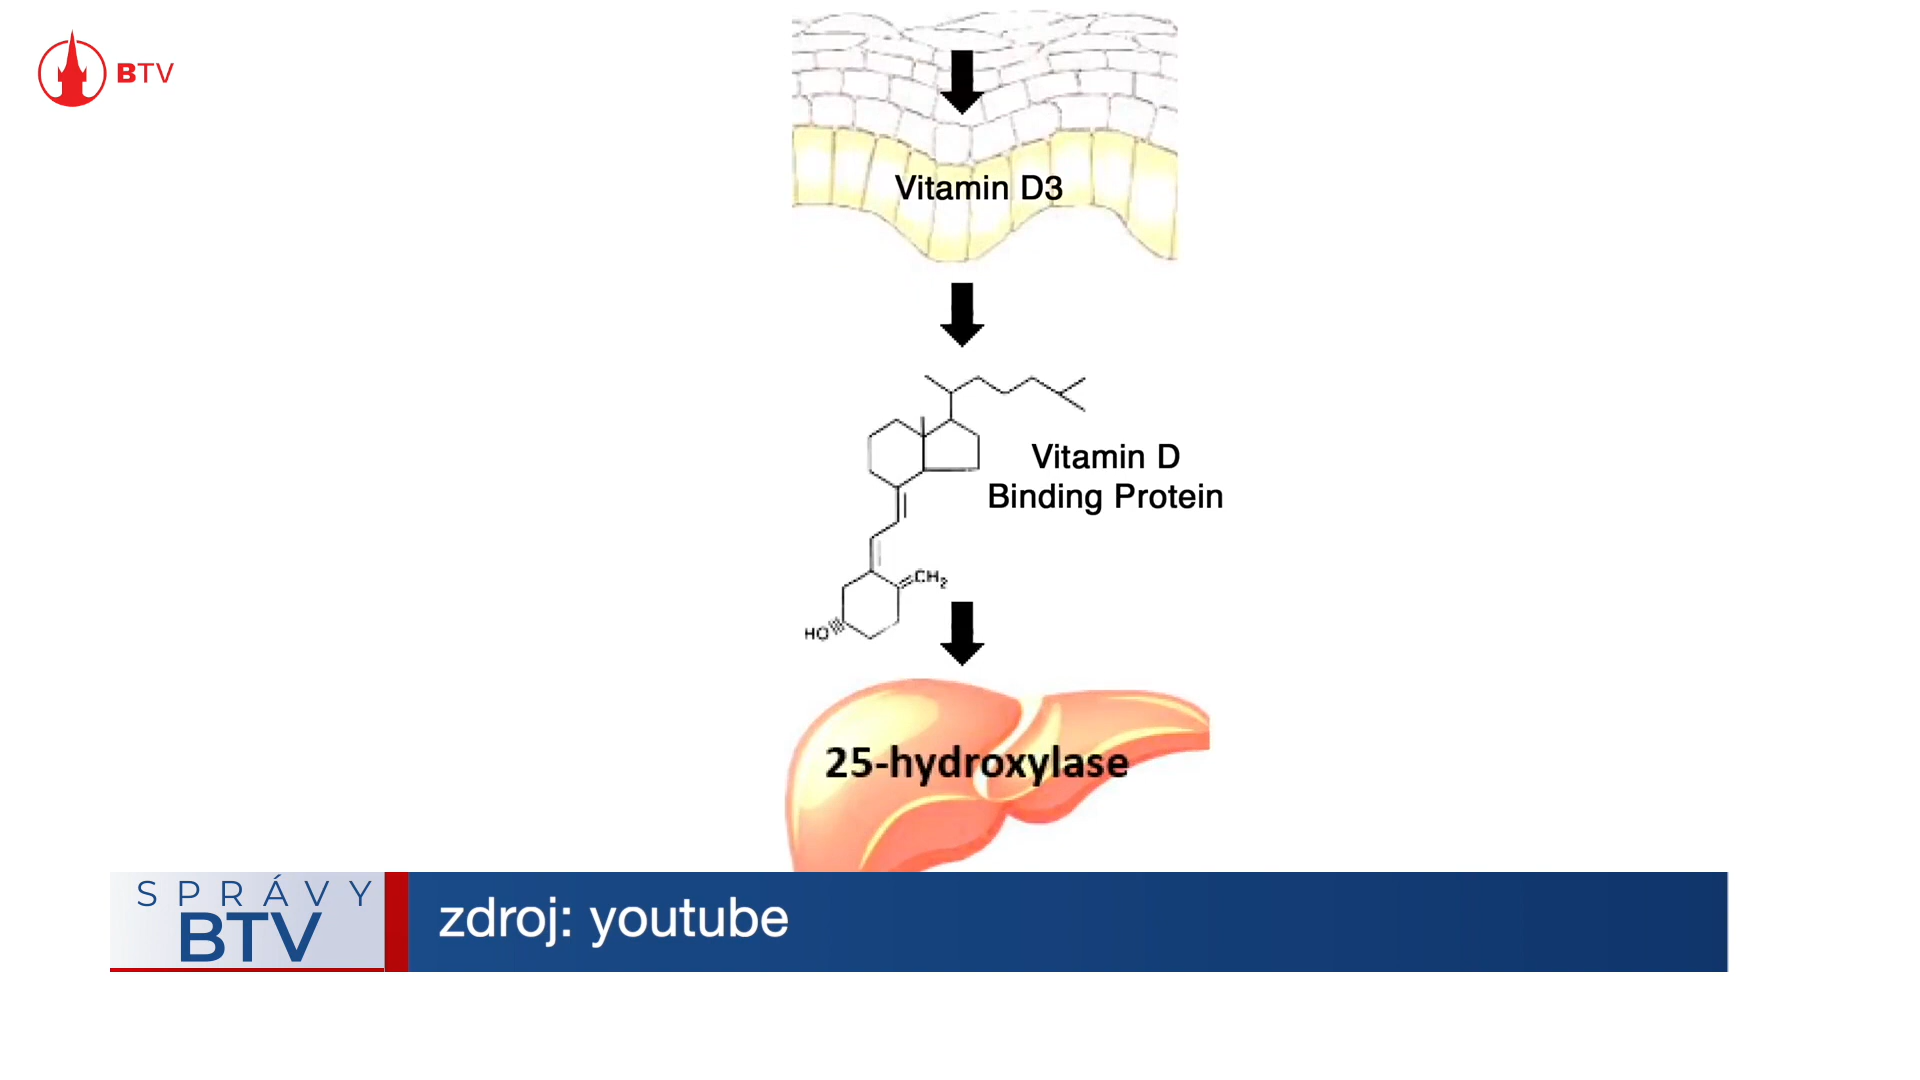 BTV
Vitamin D3
Vitamin D
Binding Protein
CH2
HO
25-hydroxylase
SPRÁVY
BTV
zdroj: youtube